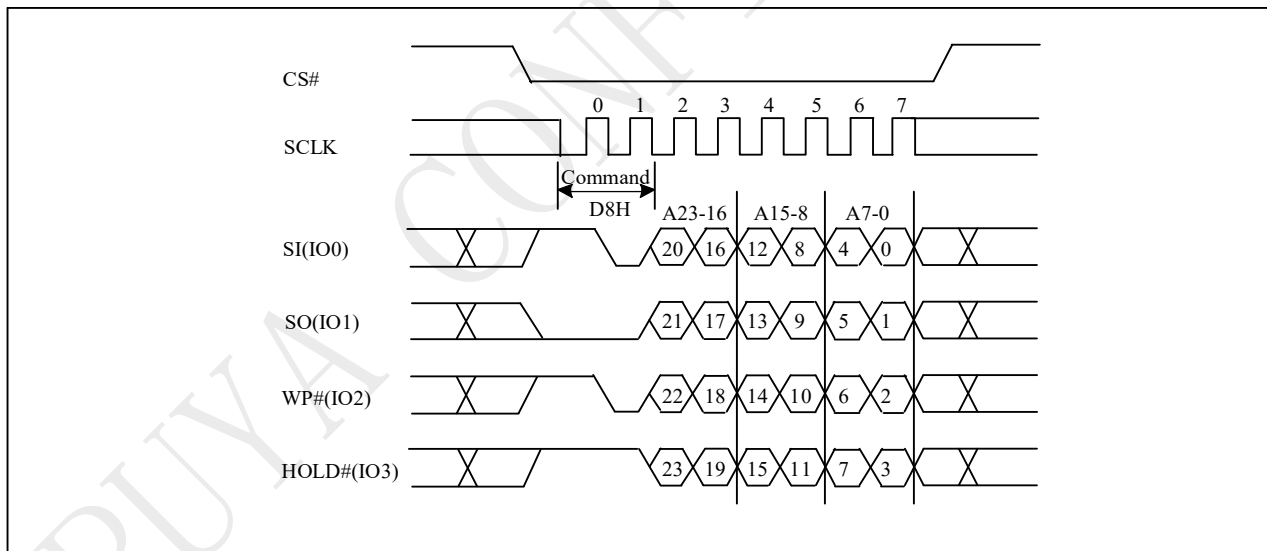 PUYA CONF
CS#
0 1 2 3 4 5 6 7
SCLK
Command
D8H
A23-16 A15-8 A7-0
SI(IO0) 20 16 12 8 4 0
SO(IO1) 21 17 13 9 5 1
WP#(IO2) 22 18 14 10 6 2
HOLD#(IO3) 23 19 15 11 7 3